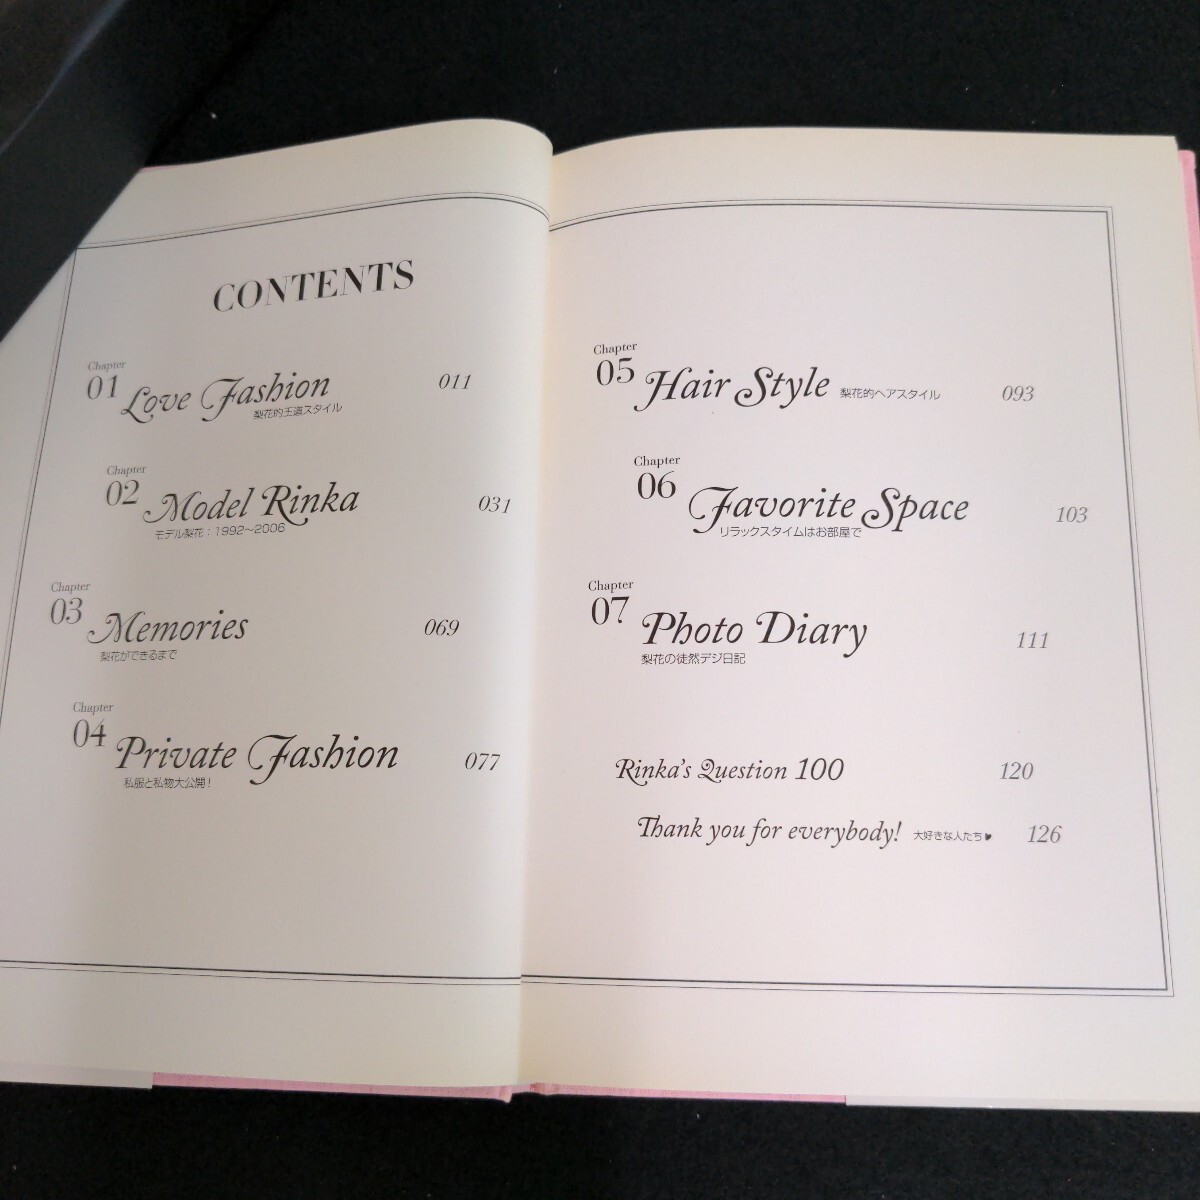 CONTENTS
Chapter
01 Love Fashion 011
梨花的王道スタイル
Chapter
02 Model Rinka 031
モデル梨花：1992〜2006
Chapter
03 Memories 069
梨花ができるまで
Chapter
04 Private Fashion 077
私服と私物大公開！
Chapter
05 Hair Style 梨花的ヘアスタイル 093
Chapter
06 Favorite Space 103
リラックスタイムはお部屋で
Chapter
07 Photo Diary 111
梨花の徒然デジ日記
Rinka's Question 100 120
Thank you for everybody! 大好きな人たち♥ 126